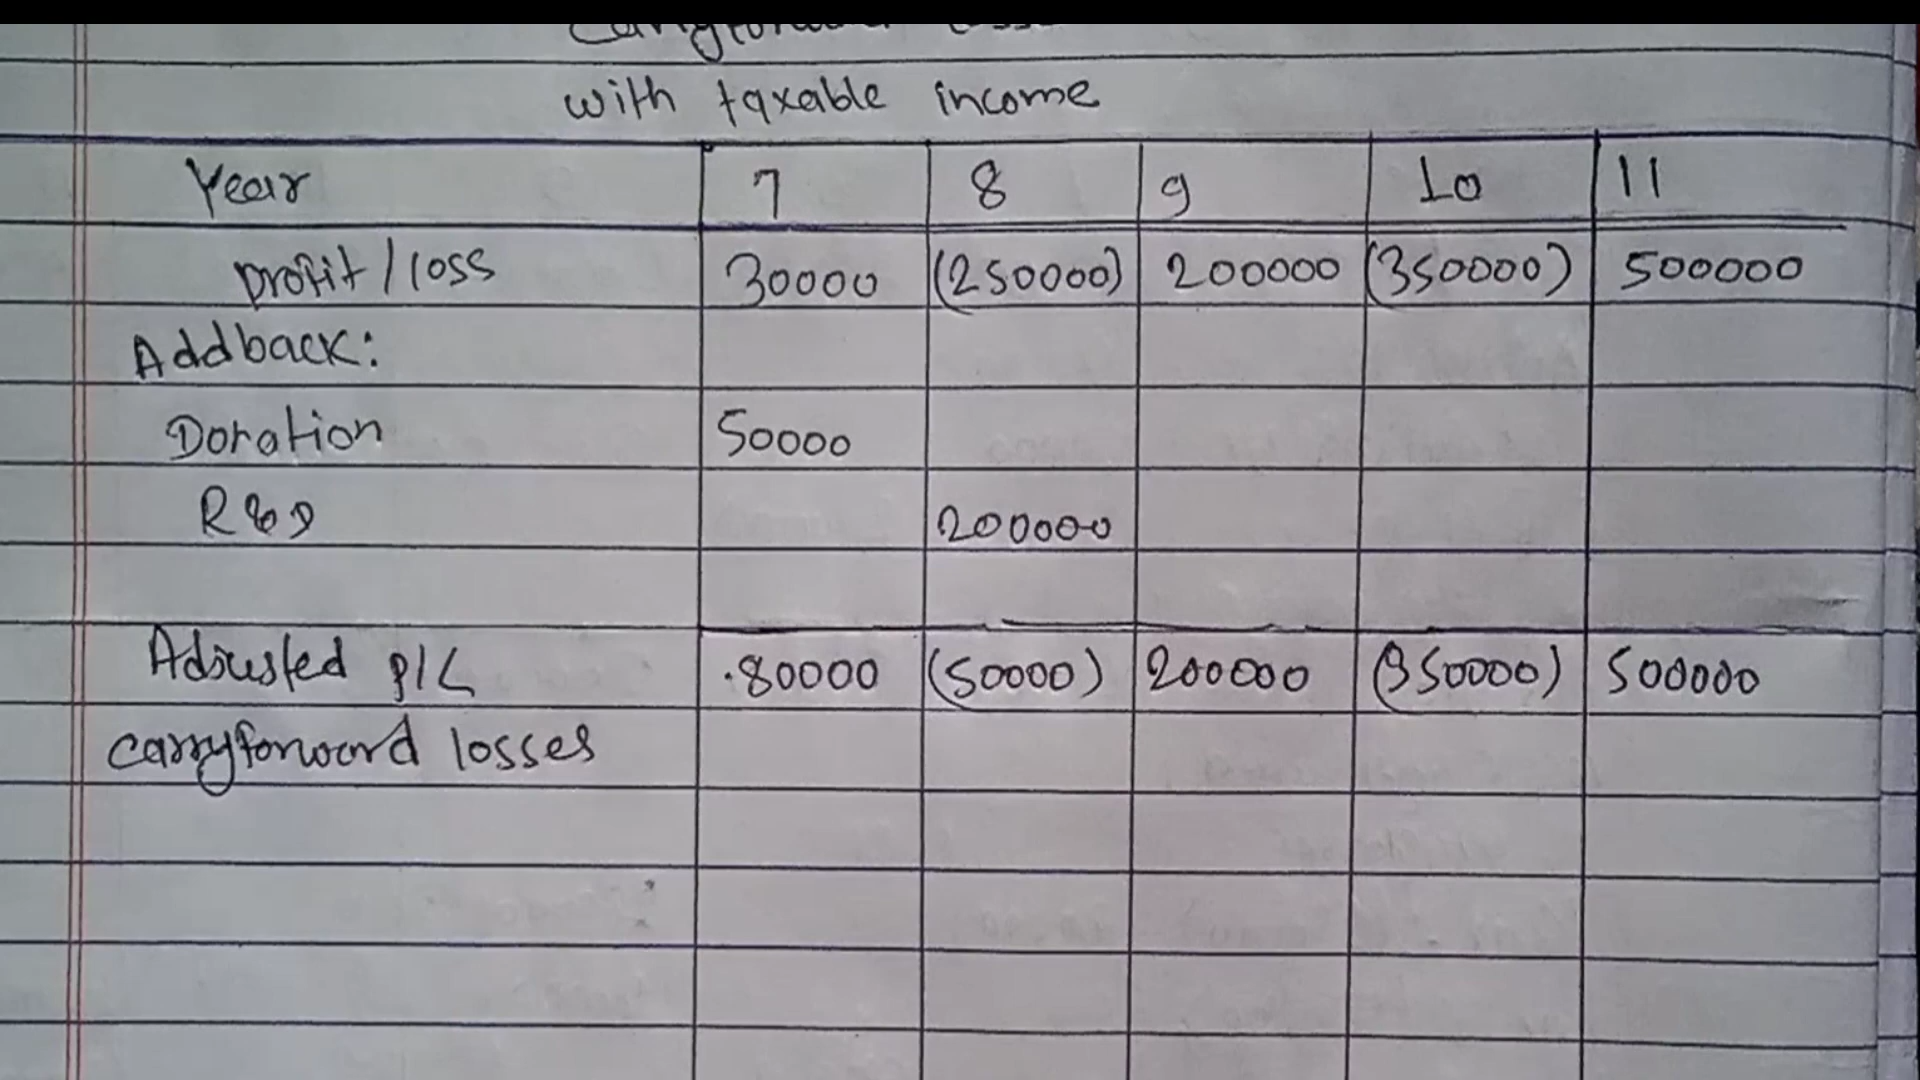 with taxable income
Year 7 8 9 10 11
Profit/loss 30000 (250000) 200000 (350000) 500000
Addback:
Donation 50000
R&D 200000
Adjusted P/L 80000 (50000) 200000 (350000) 500000
carryforward losses